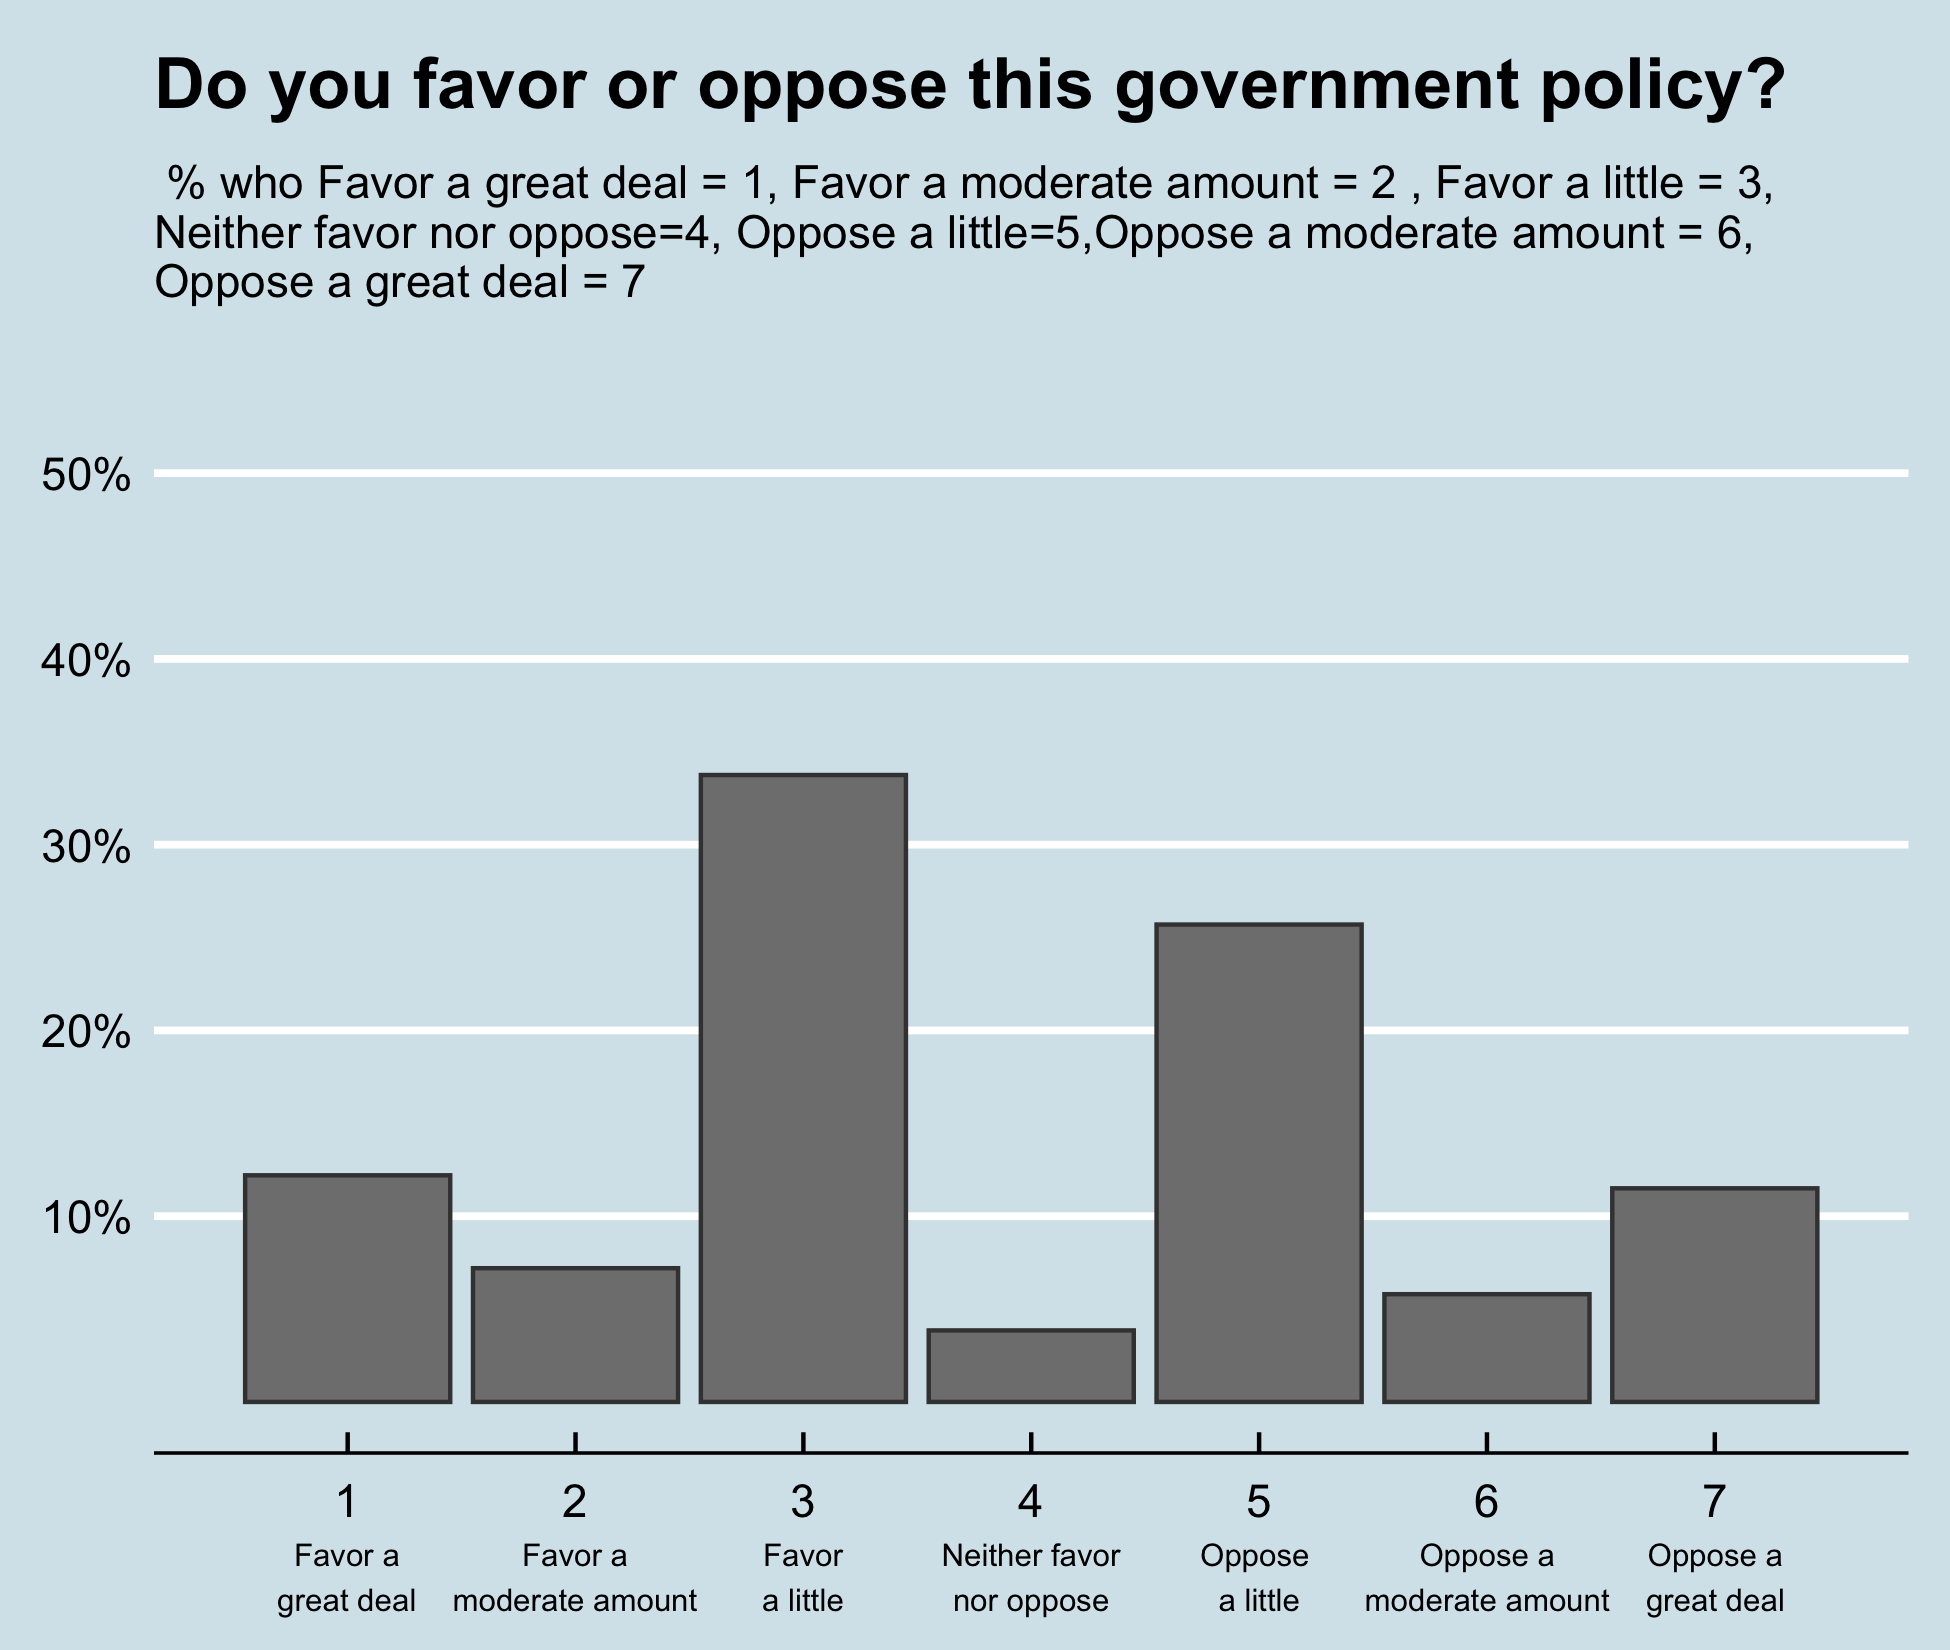 Do you favor or oppose this government policy?
% who Favor a great deal = 1, Favor a moderate amount = 2 , Favor a little = 3,
Neither favor nor oppose=4, Oppose a little=5,Oppose a moderate amount = 6,
Oppose a great deal = 7
50%
40%
30%
20%
10%
1 2 3 4 5 6 7
Favor a Favor a Favor Neither favor Oppose Oppose a Oppose a
great deal moderate amount a little nor oppose a little moderate amount great deal